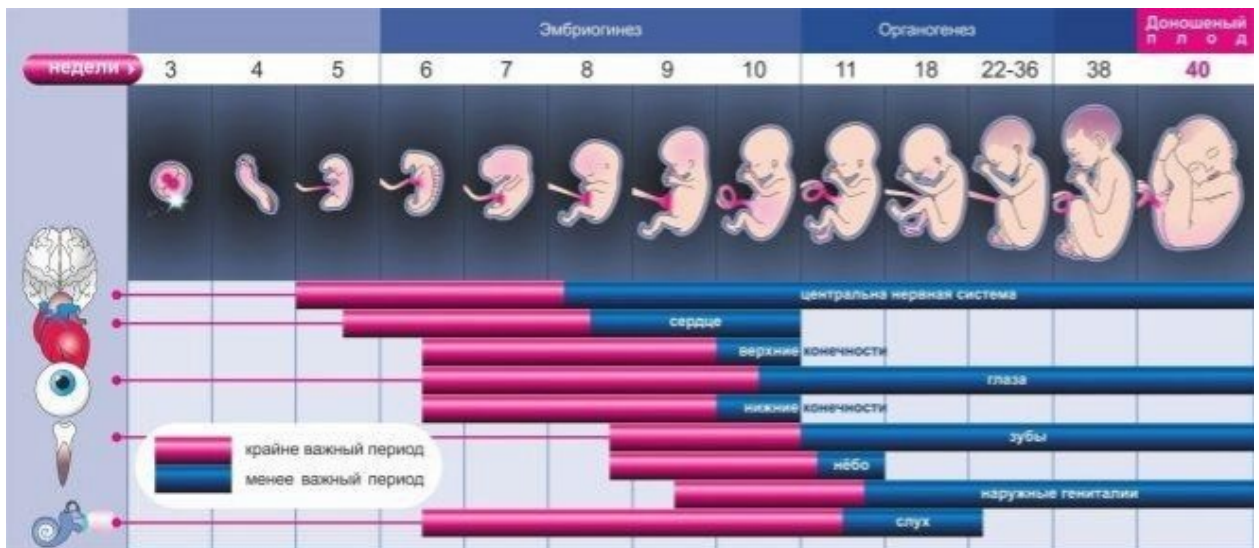 Эмбриогинез
Органогенез
Доношеный
плод
недели
3
4
5
6
7
8
9
10
11
18
22-36
38
40
центральна нервная система
сердце
верхние конечности
глаза
нижние конечности
зубы
нёбо
наружные гениталии
слух
крайне важный период
менее важный период